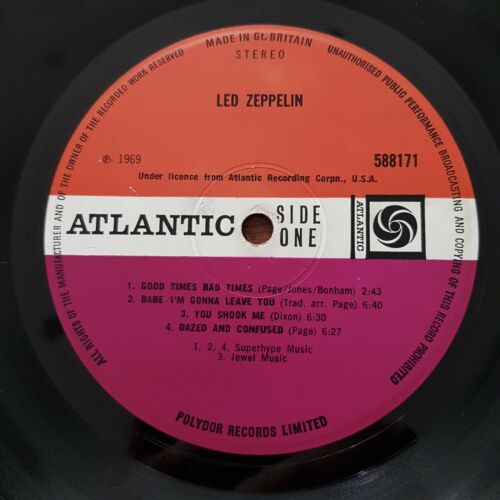 MADE IN Gt. BRITAIN
STEREO
ALL RIGHTS OF THE MANUFACTURER AND OF THE OWNER OF THE RECORDED WORK RESERVED
UNAUTHORISED PUBLIC PERFORMANCE BROADCASTING AND COPYING OF THIS RECORD PROHIBITED
LED ZEPPELIN
℗ 1969
588171
Under licence from Atlantic Recording Corpn., U.S.A.
ATLANTIC
SIDE
ONE
ATLANTIC
1. GOOD TIMES BAD TIMES (Page/Jones/Bonham) 2:43
2. BABE I'M GONNA LEAVE YOU (Trad. arr. Page) 6:40
3. YOU SHOOK ME (Dixon) 6:30
4. DAZED AND CONFUSED (Page) 6:27
1, 2, 4. Superhype Music
3. Jewel Music
POLYDOR RECORDS LIMITED